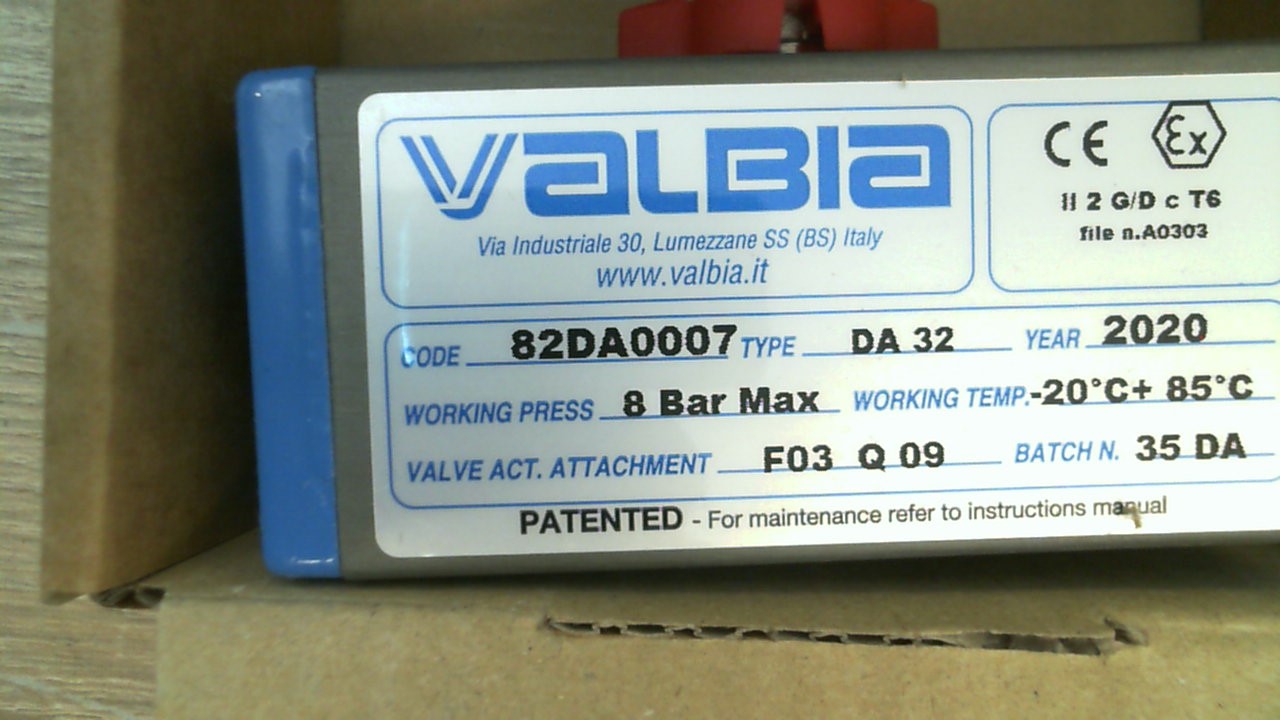 VALBIA
Via Industriale 30, Lumezzane SS (BS) Italy
www.valbia.it
CE Ex
II 2 G/D c T6
file n.A0303
CODE 82DA0007 TYPE DA 32 YEAR 2020
WORKING PRESS 8 Bar Max WORKING TEMP.-20°C+ 85°C
VALVE ACT. ATTACHMENT F03 Q 09 BATCH N. 35 DA
PATENTED - For maintenance refer to instructions manual